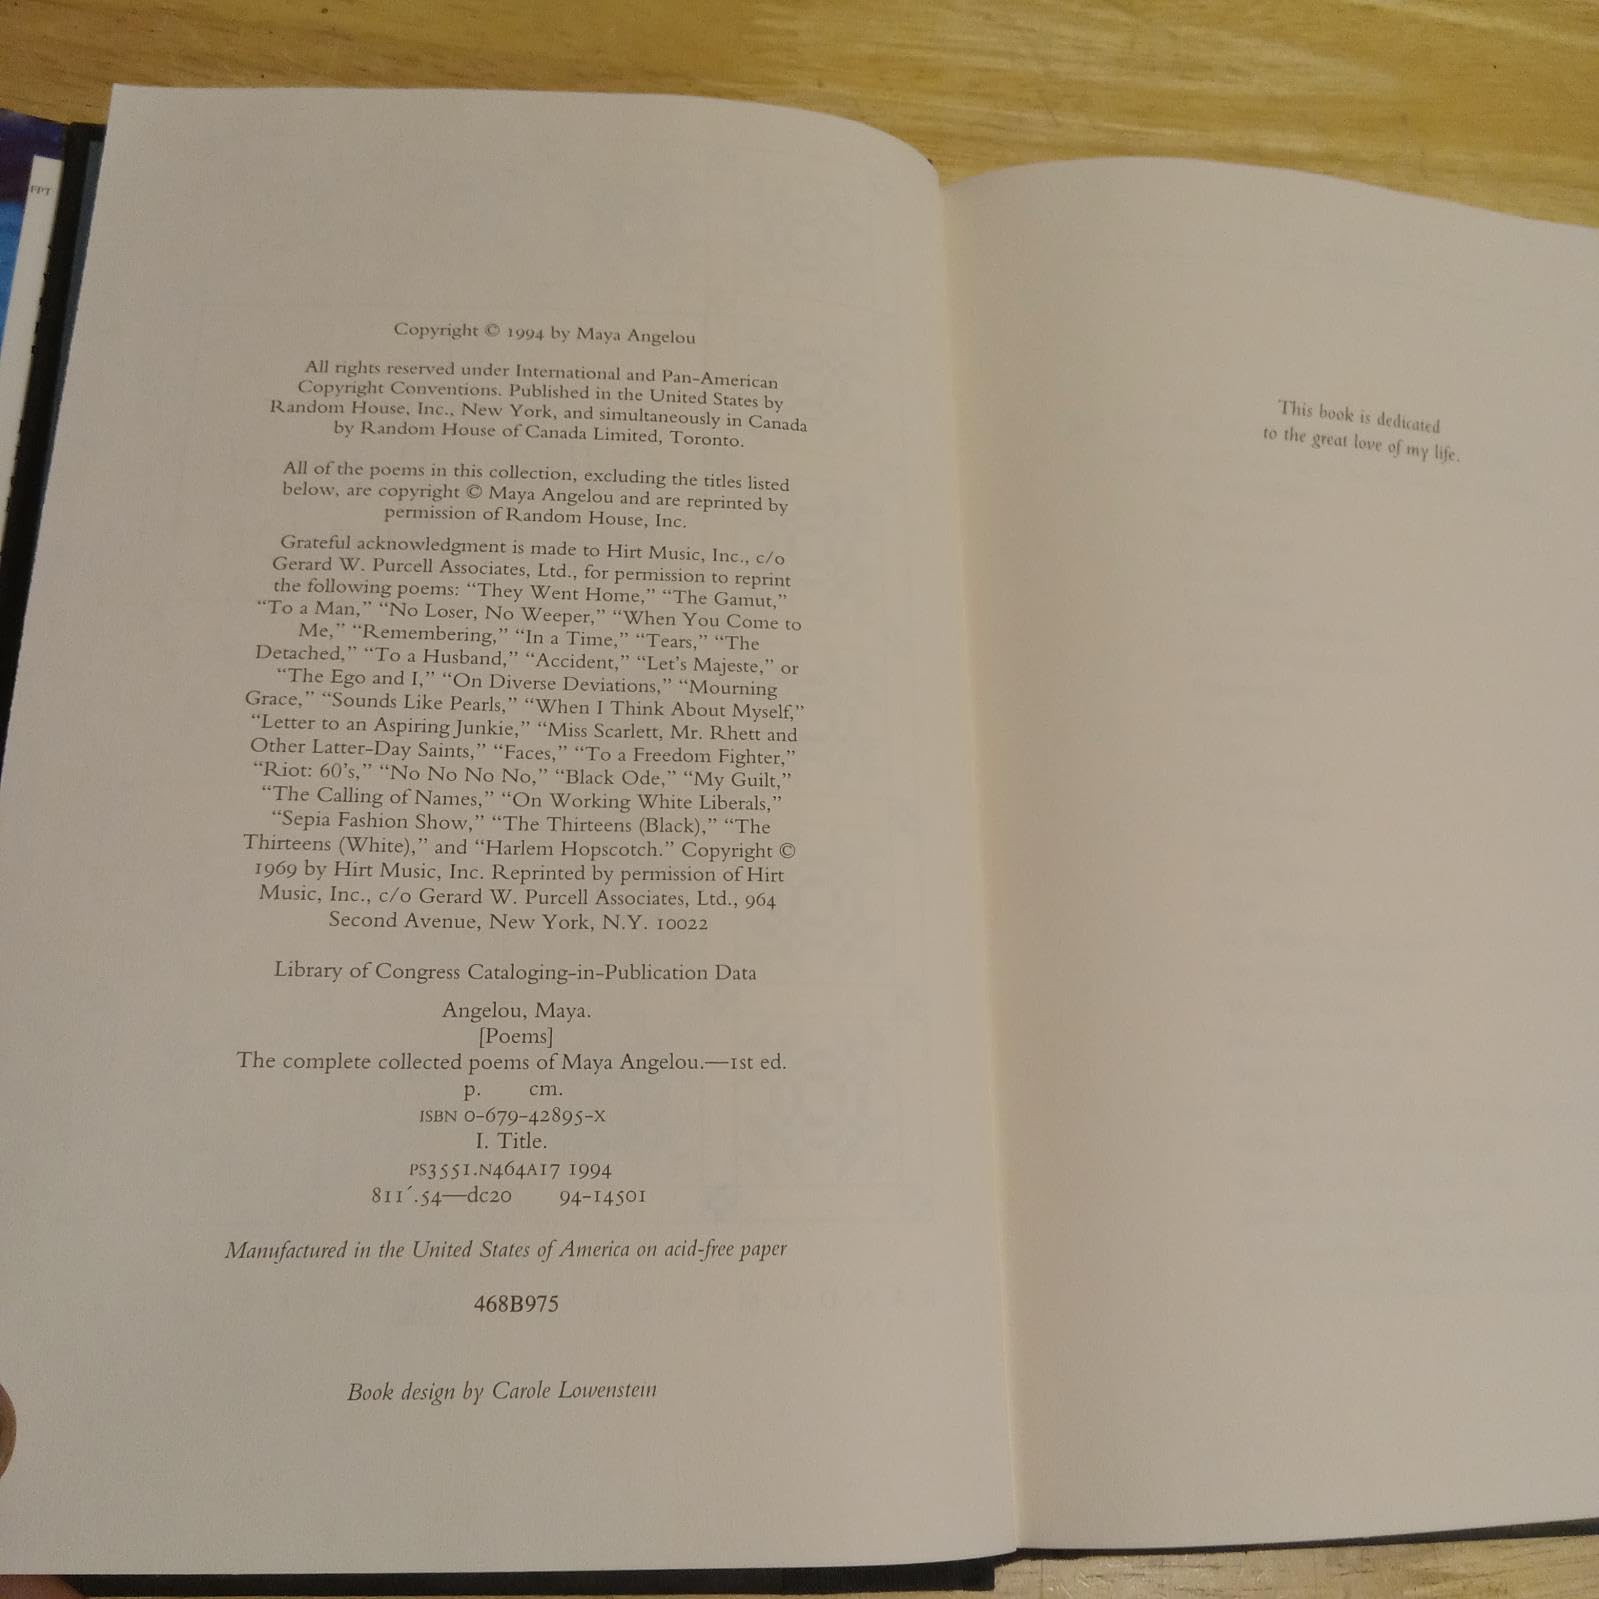 FPT
Copyright © 1994 by Maya Angelou
All rights reserved under International and Pan-American
Copyright Conventions. Published in the United States by
Random House, Inc., New York, and simultaneously in Canada
by Random House of Canada Limited, Toronto.
All of the poems in this collection, excluding the titles listed
below, are copyright © Maya Angelou and are reprinted by
permission of Random House, Inc.
Grateful acknowledgment is made to Hirt Music, Inc., c/o
Gerard W. Purcell Associates, Ltd., for permission to reprint
the following poems: “They Went Home,” “The Gamut,”
“To a Man,” “No Loser, No Weeper,” “When You Come to
Me,” “Remembering,” “In a Time,” “Tears,” “The
Detached,” “To a Husband,” “Accident,” “Let’s Majeste,” or
“The Ego and I,” “On Diverse Deviations,” “Mourning
Grace,” “Sounds Like Pearls,” “When I Think About Myself,”
“Letter to an Aspiring Junkie,” “Miss Scarlett, Mr. Rhett and
Other Latter-Day Saints,” “Faces,” “To a Freedom Fighter,”
“Riot: 60’s,” “No No No No,” “Black Ode,” “My Guilt,”
“The Calling of Names,” “On Working White Liberals,”
“Sepia Fashion Show,” “The Thirteens (Black),” “The
Thirteens (White),” and “Harlem Hopscotch.” Copyright ©
1969 by Hirt Music, Inc. Reprinted by permission of Hirt
Music, Inc., c/o Gerard W. Purcell Associates, Ltd., 964
Second Avenue, New York, N.Y. 10022
Library of Congress Cataloging-in-Publication Data
Angelou, Maya.
[Poems]
The complete collected poems of Maya Angelou.—1st ed.
p. cm.
ISBN 0-679-42895-X
I. Title.
PS3551.N464A17 1994
811´.54—dc20 94-14501
Manufactured in the United States of America on acid-free paper
468B975
Book design by Carole Lowenstein
This book is dedicated
to the great love of my life.